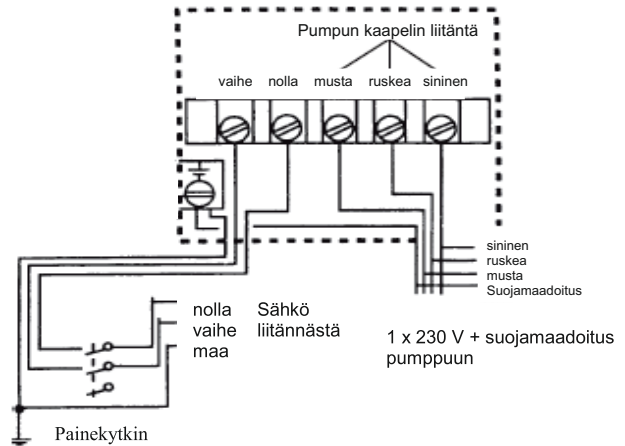 Pumpun kaapelin liitäntä
vaihe nolla musta ruskea sininen
sininen
ruskea
musta
Suojamaadoitus
nolla Sähkö
vaihe liitännästä
maa
1 x 230 V + suojamaadoitus
pumppuun
Painekytkin